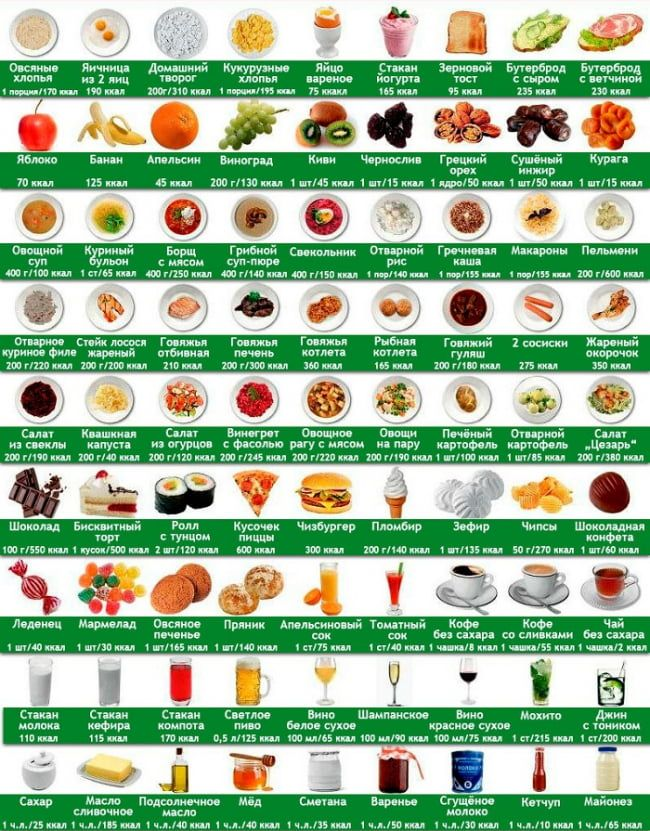 Овсяные хлопья
1 порция/170 ккал
Яичница из 2 яиц
190 ккал
Домашний творог
200г/310 ккал
Кукурузные хлопья
1 порция/195 ккал
Яйцо вареное
75 ккалl
Стакан йогурта
165 ккал
Зерновой тост
95 ккал
Бутерброд с сыром
235 ккал
Бутерброд с ветчиной
230 ккал
Яблоко
70 ккал
Банан
125 ккал
Апельсин
45 ккал
Виноград
200 г/130 ккал
Киви
1 шт/45 ккал
Чернослив
1 шт/15 ккал
Грецкий орех
1 ядро/50 ккал
Сушёный инжир
1 шт/50 ккал
Курага
1 шт/15 ккал
Овощной суп
400 г/100 ккал
Куриный бульон
1 ст/65 ккал
Борщ с мясом
400 г/250 ккал
Грибной суп-пюре
400 г/140 ккал
Свекольник
400 г/150 ккал
Отварной рис
1 пор/140 ккал
Гречневая каша
1 пор/155 ккал
Макароны
1 пор/155 ккал
Пельмени
200 г/600 ккал
Отварное куриное филе
200 г/220 ккал
Стейк лосося жареный
200 г/200 ккал
Говяжья отбивная
210 ккал
Говяжья печень
200 г/300 ккал
Говяжья котлета
360 ккал
Рыбная котлета
165 ккал
Говяжий гуляш
200 г/180 ккал
2 сосиски
275 ккал
Жареный окорочок
350 ккал
Салат из свеклы
200 г/190 ккал
Квашкная капуста
200 г/40 ккал
Салат из огурцов
200 г/120 ккал
Винегрет с фасолью
200 г/245 ккал
Овощное рагу с мясом
200 г/220 ккал
Овощи на пару
200 г/190 ккал
Печёный картофель
1 шт/100 ккал
Отварной картофель
1 шт/85 ккал
Салат „Цезарь“
200 г/380 ккал
Шоколад
100 г/550 ккал
Бисквитный торт
1 кусок/500 ккал
Ролл с тунцом
2 шт/120 ккал
Кусочек пиццы
600 ккал
Чизбургер
300 ккал
Пломбир
200 г/140 ккал
Зефир
1 шт/135 ккал
Чипсы
50 г/270 ккал
Шоколадная конфета
1 шт/60 ккал
Леденец
1 шт/40 ккал
Мармелад
1 шт/30 ккал
Овсяное печенье
1 шт/165 ккал
Пряник
1 шт/140 ккал
Апельсиновый сок
1 ст/75 ккал
Томатный сок
1 ст/40 ккал
Кофе без сахара
1 чашка/8 ккал
Кофе со сливками
1 чашка/55 ккал
Чай без сахара
1 чашка/2 ккал
Стакан молока
110 ккал
Стакан кефира
115 ккал
Стакан компота
170 ккал
Светлое пиво
0,5 л/125 ккал
Вино белое сухое
100 мл/65 ккал
Шампанское
100 мл/90 ккал
Вино красное сухое
100 мл/75 ккал
Мохито
1 ст/215 ккал
Джин с тоником
1 ст/200 ккал
МОЛОКО
Сахар
1 ч.л./25 ккал
Масло сливочное
1 ч.л./185 ккал
Подсолнечное масло
1 ч.л./40 ккал
Мёд
1 ч.л./40 ккал
Сметана
1 ч.л./35 ккал
Варенье
1 ч.л./50 ккал
Сгущёное молоко
1 ч.л./30 ккал
Кетчуп
1 ч.л./10 ккал
Майонез
1 ч.л./65 ккал